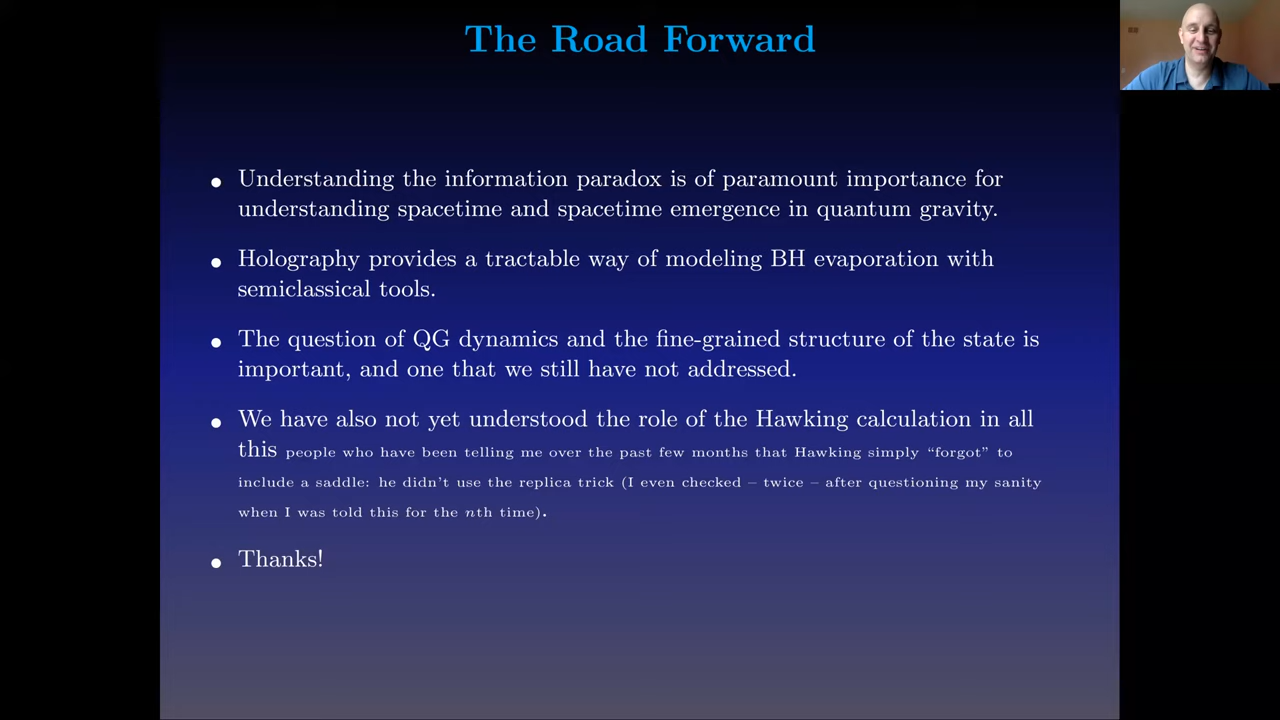 The Road Forward
• Understanding the information paradox is of paramount importance for
understanding spacetime and spacetime emergence in quantum gravity.
• Holography provides a tractable way of modeling BH evaporation with
semiclassical tools.
• The question of QG dynamics and the fine-grained structure of the state is
important, and one that we still have not addressed.
• We have also not yet understood the role of the Hawking calculation in all
this people who have been telling me over the past few months that Hawking simply “forgot” to
include a saddle: he didn’t use the replica trick (I even checked – twice – after questioning my sanity
when I was told this for the nth time).
• Thanks!